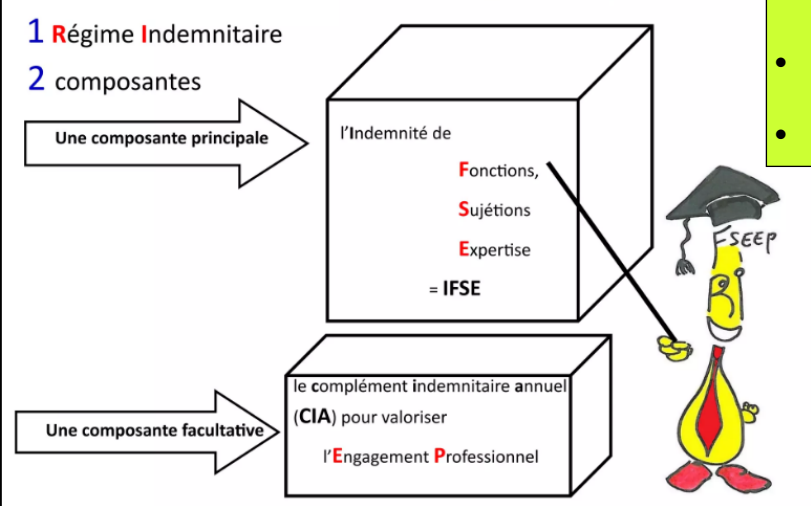 1 Régime Indemnitaire
2 composantes
Une composante principale
l'Indemnité de
Fonctions,
Sujétions
Expertise
= IFSE
FSEEP
RI
Une composante facultative
le complément indemnitaire annuel
(CIA) pour valoriser
l'Engagement Professionnel